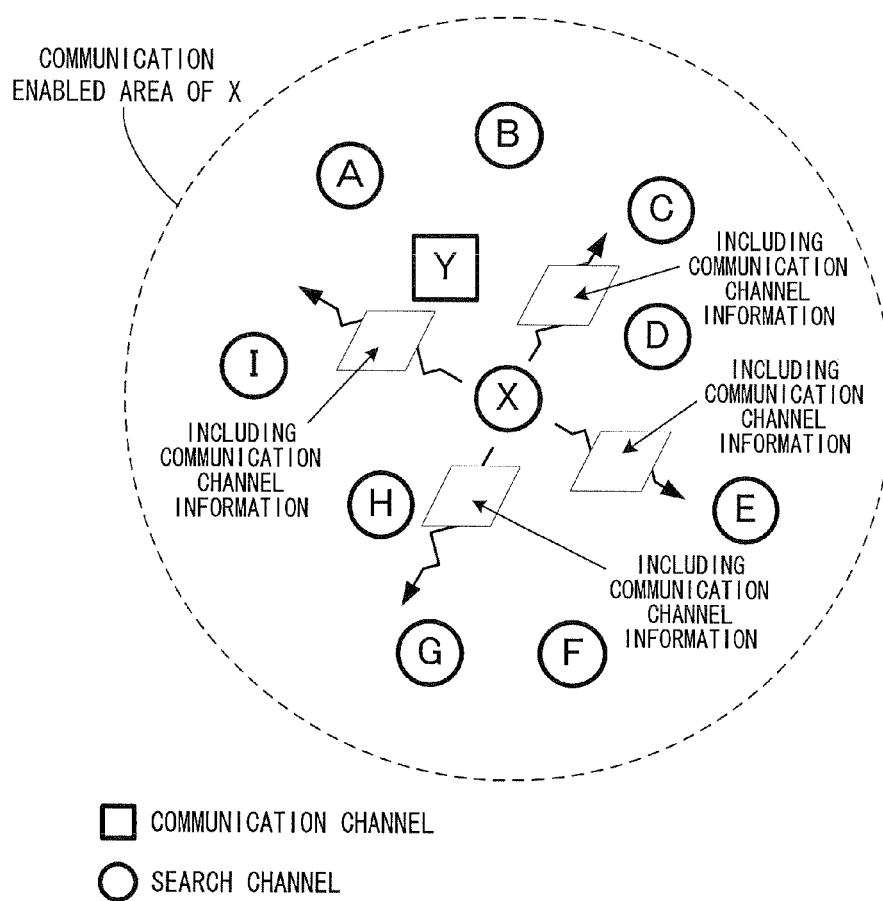 COMMUNICATION
ENABLED AREA OF X
B
A
C
Y
INCLUDING
COMMUNICATION
CHANNEL
INFORMATION
D
I
INCLUDING
COMMUNICATION
CHANNEL
INFORMATION
X
INCLUDING
COMMUNICATION
CHANNEL
INFORMATION
H
E
INCLUDING
COMMUNICATION
CHANNEL
INFORMATION
G
F
COMMUNICATION CHANNEL
SEARCH CHANNEL